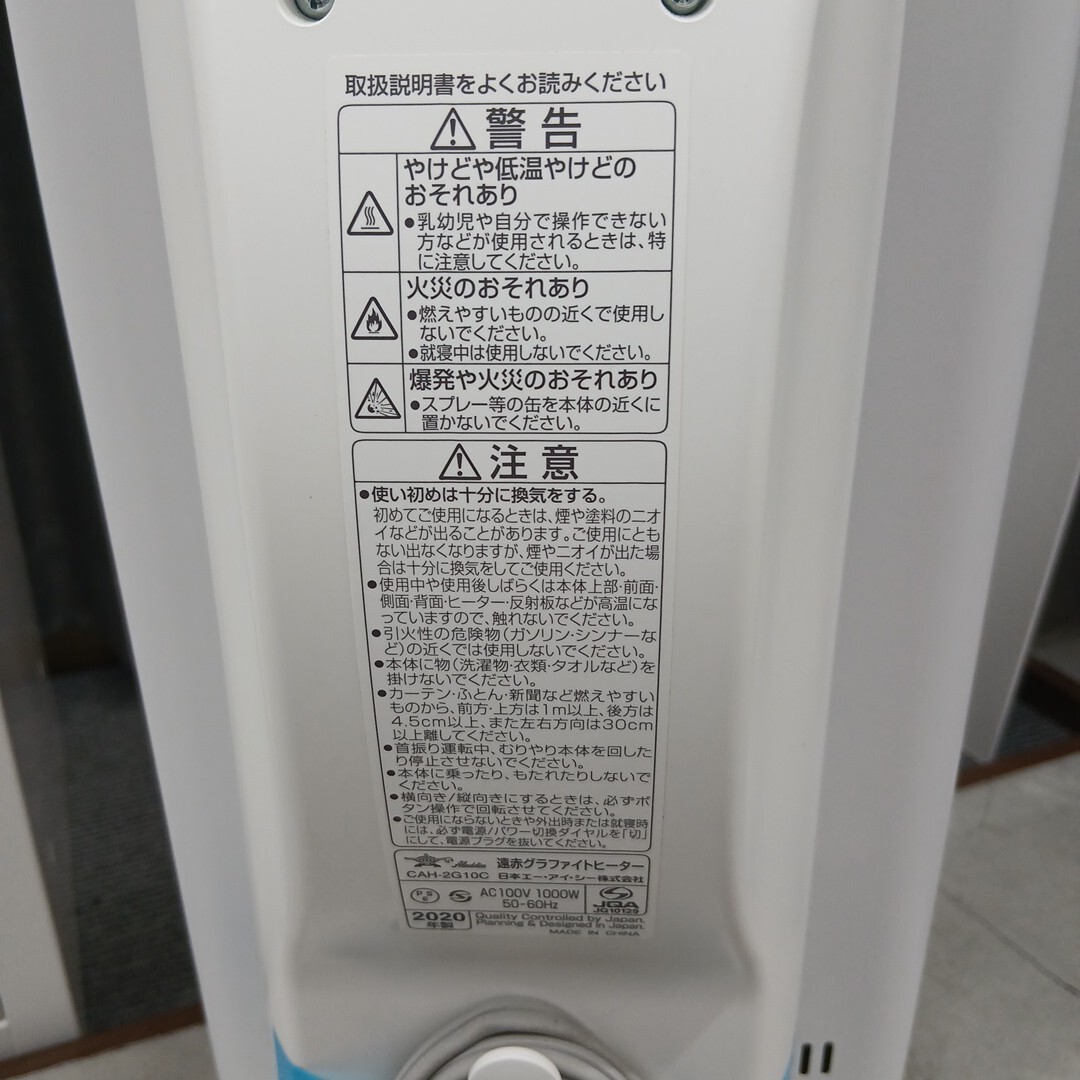 取扱説明書をよくお読みください
警告
やけどや低温やけどの
おそれあり
●乳幼児や自分で操作できない
方などが使用されるときは、特
に注意してください。
火災のおそれあり
●燃えやすいものの近くで使用し
ないでください。
●就寝中は使用しないでください。
爆発や火災のおそれあり
●スプレー等の缶を本体の近くに
置かないでください。
注意
●使い初めは十分に換気をする。
初めてご使用になるときは、煙や塗料のニオ
イなどが出ることがあります。ご使用にとも
ない出なくなりますが、煙やニオイが出た場
合は十分に換気をしてご使用ください。
●使用中や使用後しばらくは本体上部・前面・
側面・背面・ヒーター・反射板などが高温にな
っていますので、触れないでください。
●引火性の危険物(ガソリン・シンナーな
ど)の近くでは使用しないでください。
●本体に物(洗濯物・衣類・タオルなど)を
掛けないでください。
●カーテン・ふとん・新聞など燃えやすい
ものから、前方・上方は1m以上、後方は
4.5cm以上、また左右方向は30cm
以上離してください。
●首振り運転中、むりやり本体を回した
り停止させないでください。
●本体に乗ったり、もたれたりしないで
ください。
●横向き/縦向きにするときは、必ずボ
タン操作で回転させてください。
●ご使用にならないときや外出時または就寝時
には、必ず電源/パワー切換ダイヤルを「切」
にして、電源プラグを抜いてください。
Aladdin 遠赤グラファイトヒーター
CAH-2G10C 日本エー・アイ・シー株式会社
PSE AC100V 1000W
50-60Hz
JQA
JQ10129
2020
年製
Quality Controlled by Japan.
Planning & Designed in Japan.
MADE IN CHINA